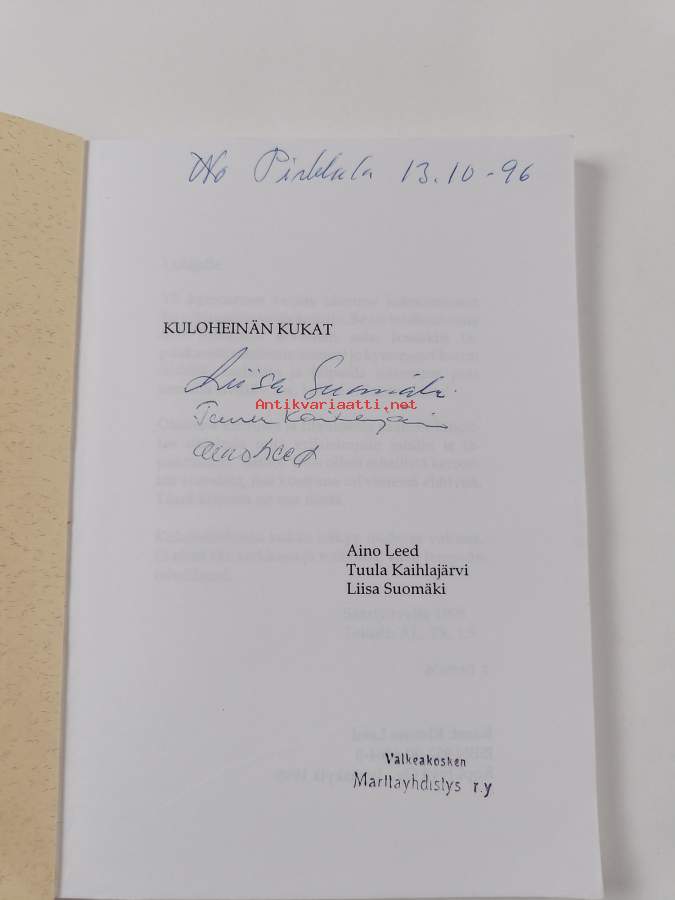 Pirkkala 13.10-96
KULOHEINÄN KUKAT
Liisa Suomäki
Antikvariaatti.net
Tuula Kaihlajärvi
Aino Leed
Aino Leed
Tuula Kaihlajärvi
Liisa Suomäki
Valkeakosken
Marttayhdistys r.y